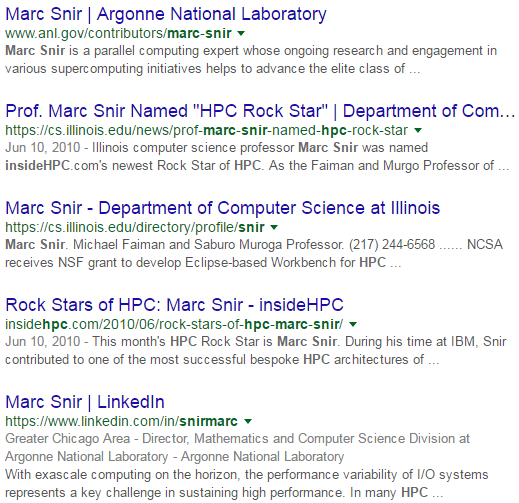 Marc Snir | Argonne National Laboratory
www.anl.gov/contributors/marc-snir
Marc Snir is a parallel computing expert whose ongoing research and engagement in
various supercomputing initiatives helps to advance the elite class of ...
Prof. Marc Snir Named "HPC Rock Star" | Department of Com...
https://cs.illinois.edu/news/prof-marc-snir-named-hpc-rock-star
Jun 10, 2010 - Illinois computer science professor Marc Snir was named
insideHPC.com's newest Rock Star of HPC. As the Faiman and Murgo Professor of ...
Marc Snir - Department of Computer Science at Illinois
https://cs.illinois.edu/directory/profile/snir
Marc Snir. Michael Faiman and Saburo Muroga Professor. (217) 244-6568 ...... NCSA
receives NSF grant to develop Eclipse-based Workbench for HPC ...
Rock Stars of HPC: Marc Snir - insideHPC
insidehpc.com/2010/06/rock-stars-of-hpc-marc-snir/
Jun 10, 2010 - This month's HPC Rock Star is Marc Snir. During his time at IBM, Snir
contributed to one of the most successful bespoke HPC architectures of ...
Marc Snir | LinkedIn
https://www.linkedin.com/in/snirmarc
Greater Chicago Area - Director, Mathematics and Computer Science Division at
Argonne National Laboratory - Argonne National Laboratory
With exascale computing on the horizon, the performance variability of I/O systems
represents a key challenge in sustaining high performance. In many HPC ...